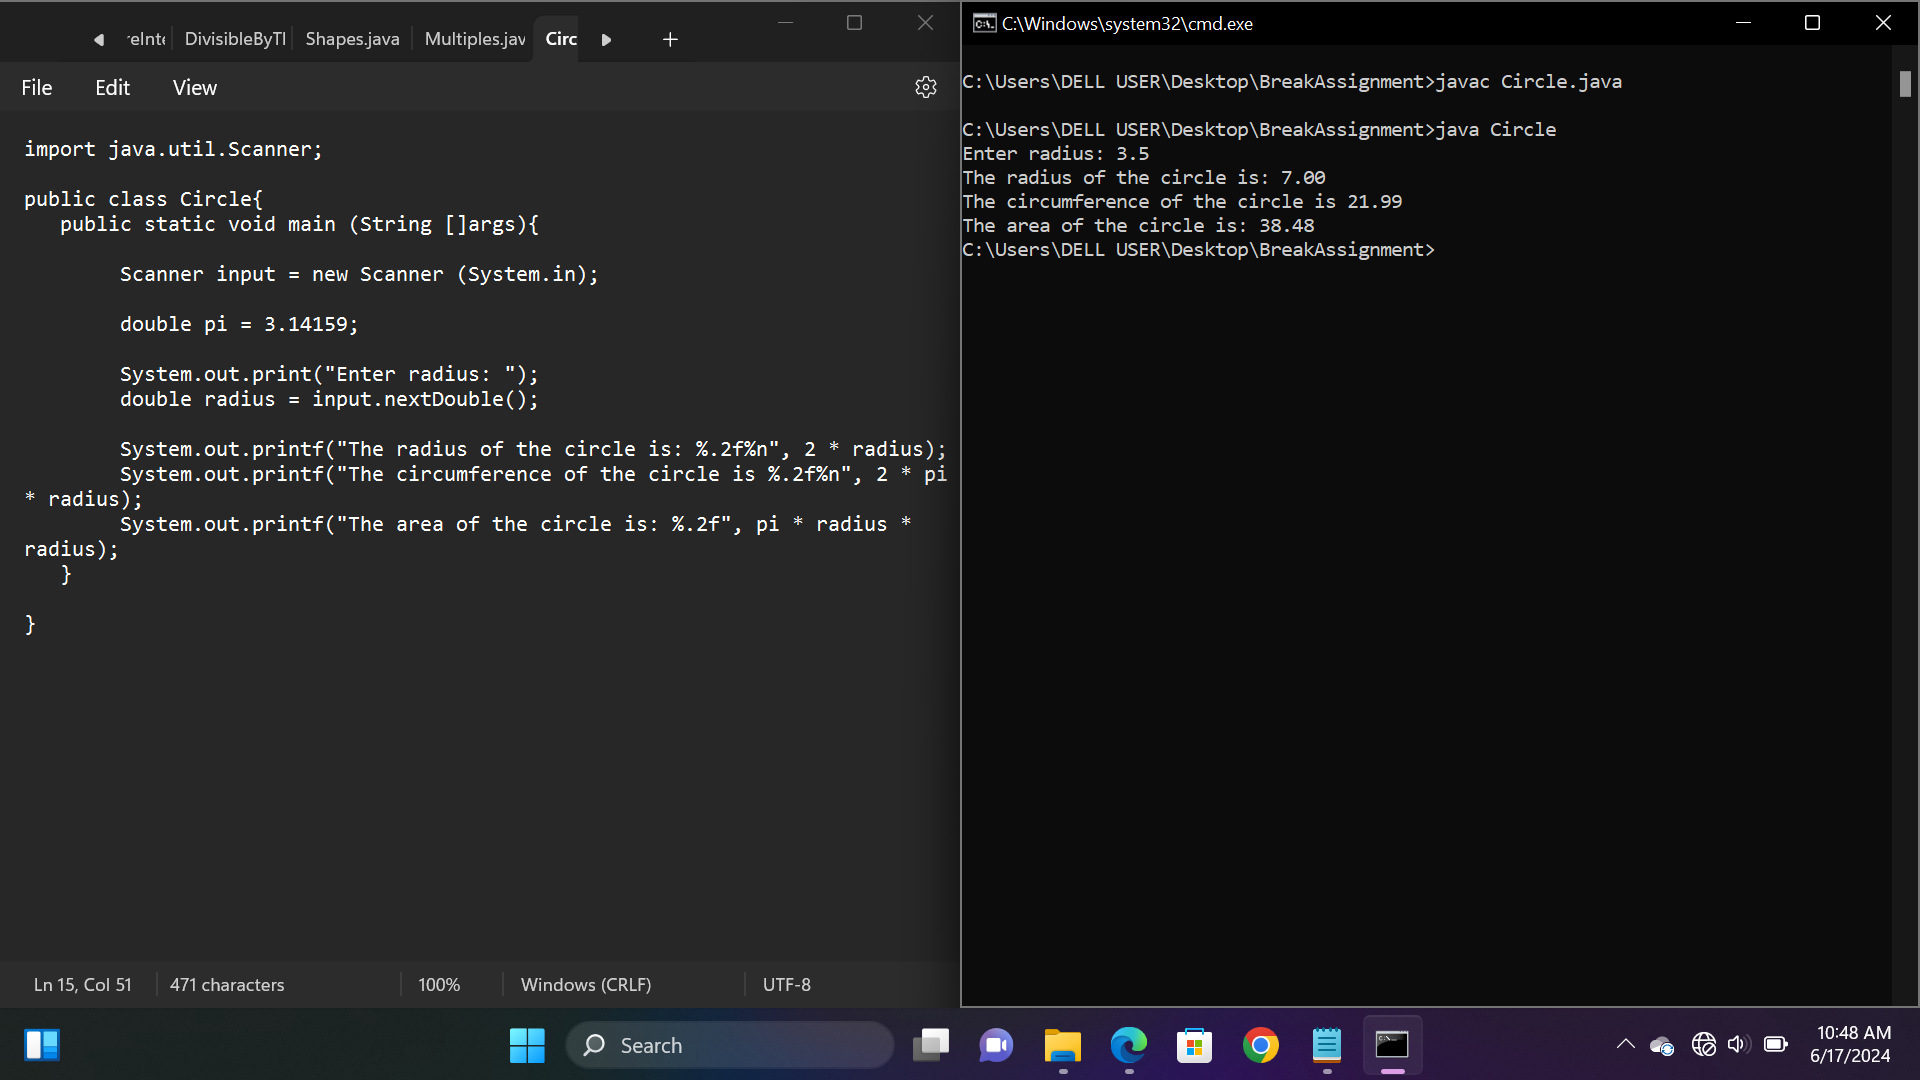 reInte DivisibleByTl Shapes.java Multiples.jav Circ
File Edit View
import java.util.Scanner;
public class Circle{
public static void main (String []args){
Scanner input = new Scanner (System.in);
double pi = 3.14159;
System.out.print("Enter radius: ");
double radius = input.nextDouble();
System.out.printf("The radius of the circle is: %.2f%n", 2 * radius);
System.out.printf("The circumference of the circle is %.2f%n", 2 * pi
* radius);
System.out.printf("The area of the circle is: %.2f", pi * radius *
radius);
}
}
Ln 15, Col 51 471 characters 100% Windows (CRLF) UTF-8
C:\Windows\system32\cmd.exe
C:\Users\DELL USER\Desktop\BreakAssignment>javac Circle.java
C:\Users\DELL USER\Desktop\BreakAssignment>java Circle
Enter radius: 3.5
The radius of the circle is: 7.00
The circumference of the circle is 21.99
The area of the circle is: 38.48
C:\Users\DELL USER\Desktop\BreakAssignment>
Search
10:48 AM
6/17/2024